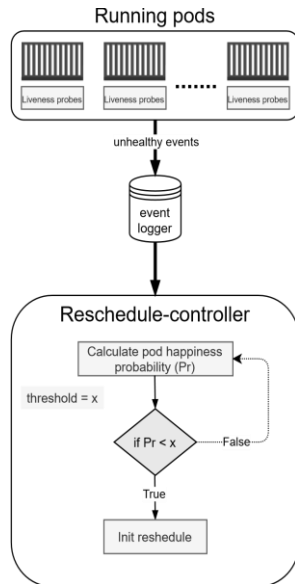 Running pods
Liveness probes
Liveness probes
Liveness probes
unhealthy events
event
logger
Reschedule-controller
Calculate pod happiness
probability (Pr)
threshold = x
if Pr < x
False
True
Init reshedule